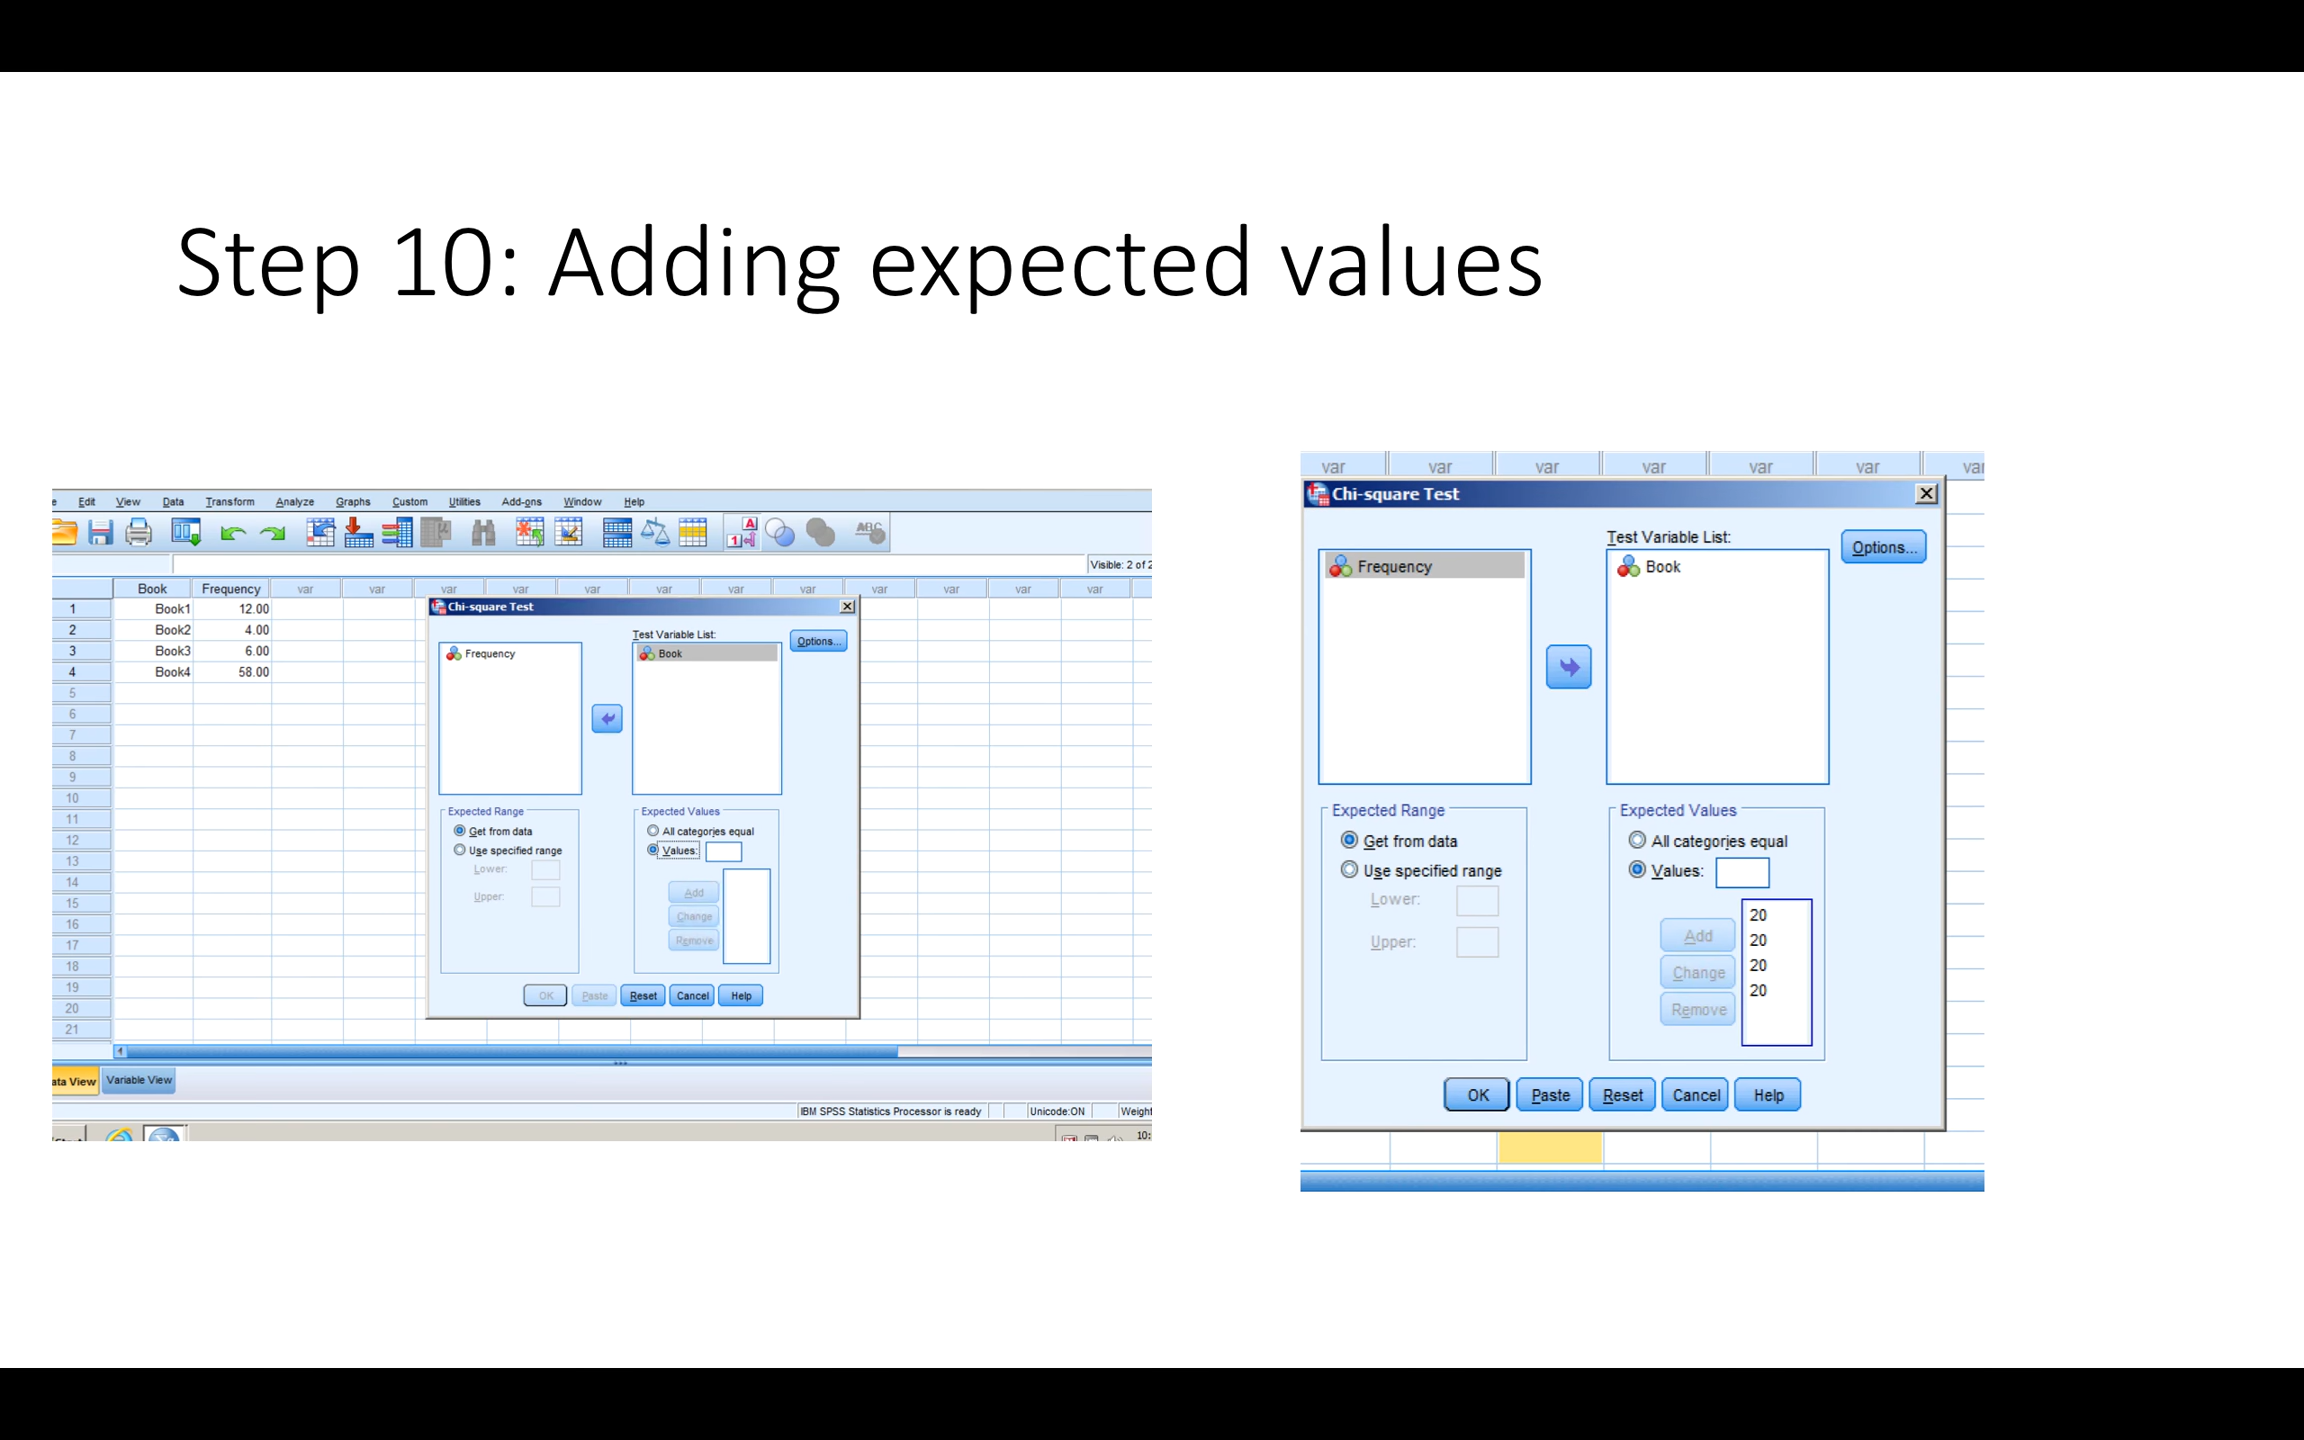 Step 10: Adding expected values
Edit View Data Transform Analyze Graphs Custom Utilities Add-ons Window Help
Visible: 2 of 2
Book Frequency var var var var var var var var var var var var
1 Book1 12.00
2 Book2 4.00
3 Book3 6.00
4 Book4 58.00
5
6
7
8
9
10
11
12
13
14
15
16
17
18
19
20
21
Chi-square Test
Test Variable List:
Options...
Frequency
Book
Expected Range
Get from data
Use specified range
Lower:
Upper:
Expected Values
All categories equal
Values:
Add
Change
Remove
OK Paste Reset Cancel Help
ata View Variable View
IBM SPSS Statistics Processor is ready Unicode:ON Weight
10:
var var var var var var var
Chi-square Test
Test Variable List:
Options...
Frequency
Book
Expected Range
Get from data
Use specified range
Lower:
Upper:
Expected Values
All categories equal
Values:
Add
Change
Remove
20
20
20
20
OK Paste Reset Cancel Help